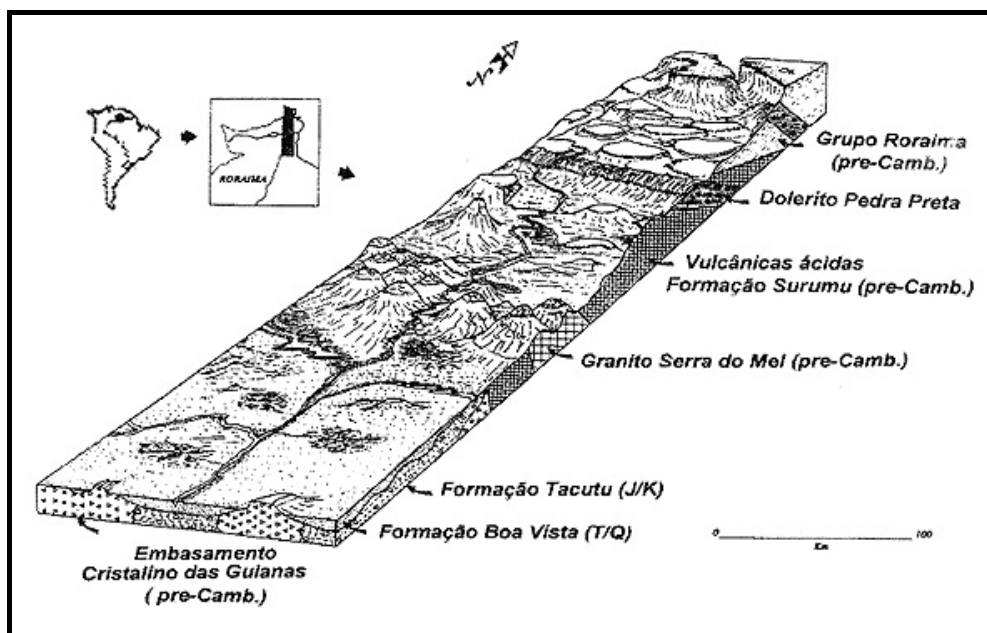 N
RORAIMA
Grupo Roraima
(pre-Camb.)
Dolerito Pedra Preta
Vulcânicas ácidas
Formação Surumu (pre-Camb.)
Granito Serra do Mel (pre-Camb.)
Formação Tacutu (J/K)
Formação Boa Vista (T/Q)
Embasamento
Cristalino das Guianas
( pre-Camb.)
0 100
Km